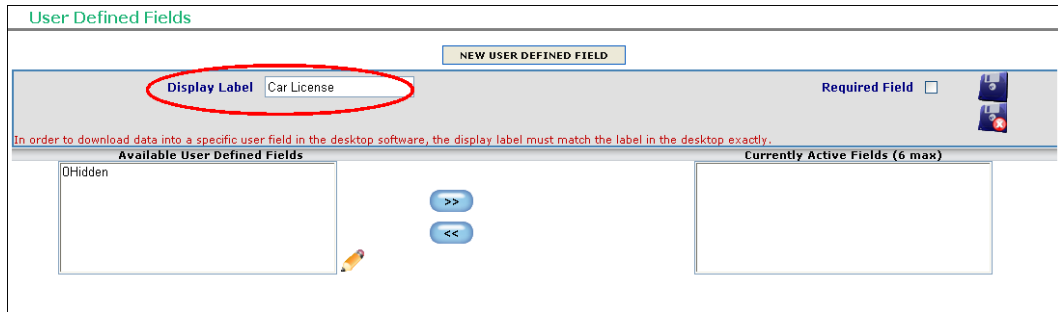 User Defined Fields
NEW USER DEFINED FIELD
Display Label Car License Required Field
In order to download data into a specific user field in the desktop software, the display label must match the label in the desktop exactly.
Available User Defined Fields Currently Active Fields (6 max)
0Hidden
>>
<<